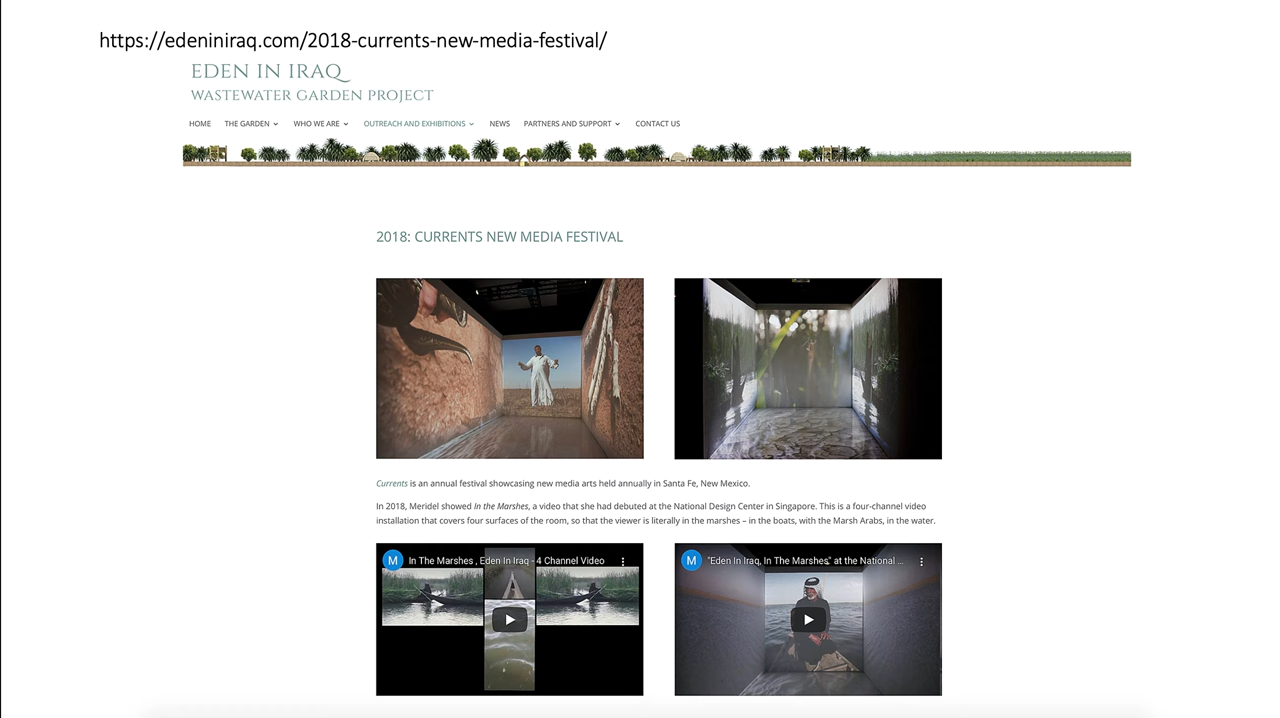 https://edeniniraq.com/2018-currents-new-media-festival/
EDEN IN IRAQ
WASTEWATER GARDEN PROJECT
HOME THE GARDEN WHO WE ARE OUTREACH AND EXHIBITIONS NEWS PARTNERS AND SUPPORT CONTACT US
2018: CURRENTS NEW MEDIA FESTIVAL
Currents is an annual festival showcasing new media arts held annually in Santa Fe, New Mexico.
In 2018, Meridel showed In the Marshes, a video that she had debuted at the National Design Center in Singapore. This is a four-channel video
installation that covers four surfaces of the room, so that the viewer is literally in the marshes – in the boats, with the Marsh Arabs, in the water.
M In The Marshes , Eden In Iraq - 4 Channel Video
M "Eden In Iraq, In The Marshes" at the National ...